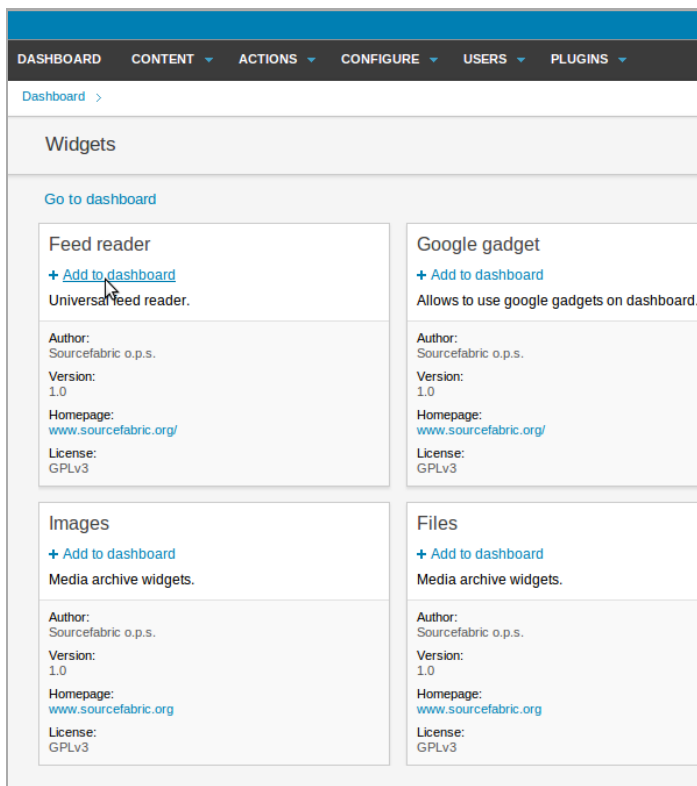 DASHBOARD CONTENT ACTIONS CONFIGURE USERS PLUGINS
Dashboard >
Widgets
Go to dashboard
Feed reader
+ Add to dashboard
Universal feed reader.
Author:
Sourcefabric o.p.s.
Version:
1.0
Homepage:
www.sourcefabric.org/
License:
GPLv3
Google gadget
+ Add to dashboard
Allows to use google gadgets on dashboard.
Author:
Sourcefabric o.p.s.
Version:
1.0
Homepage:
www.sourcefabric.org/
License:
GPLv3
Images
+ Add to dashboard
Media archive widgets.
Author:
Sourcefabric o.p.s.
Version:
1.0
Homepage:
www.sourcefabric.org
License:
GPLv3
Files
+ Add to dashboard
Media archive widgets.
Author:
Sourcefabric o.p.s.
Version:
1.0
Homepage:
www.sourcefabric.org
License:
GPLv3